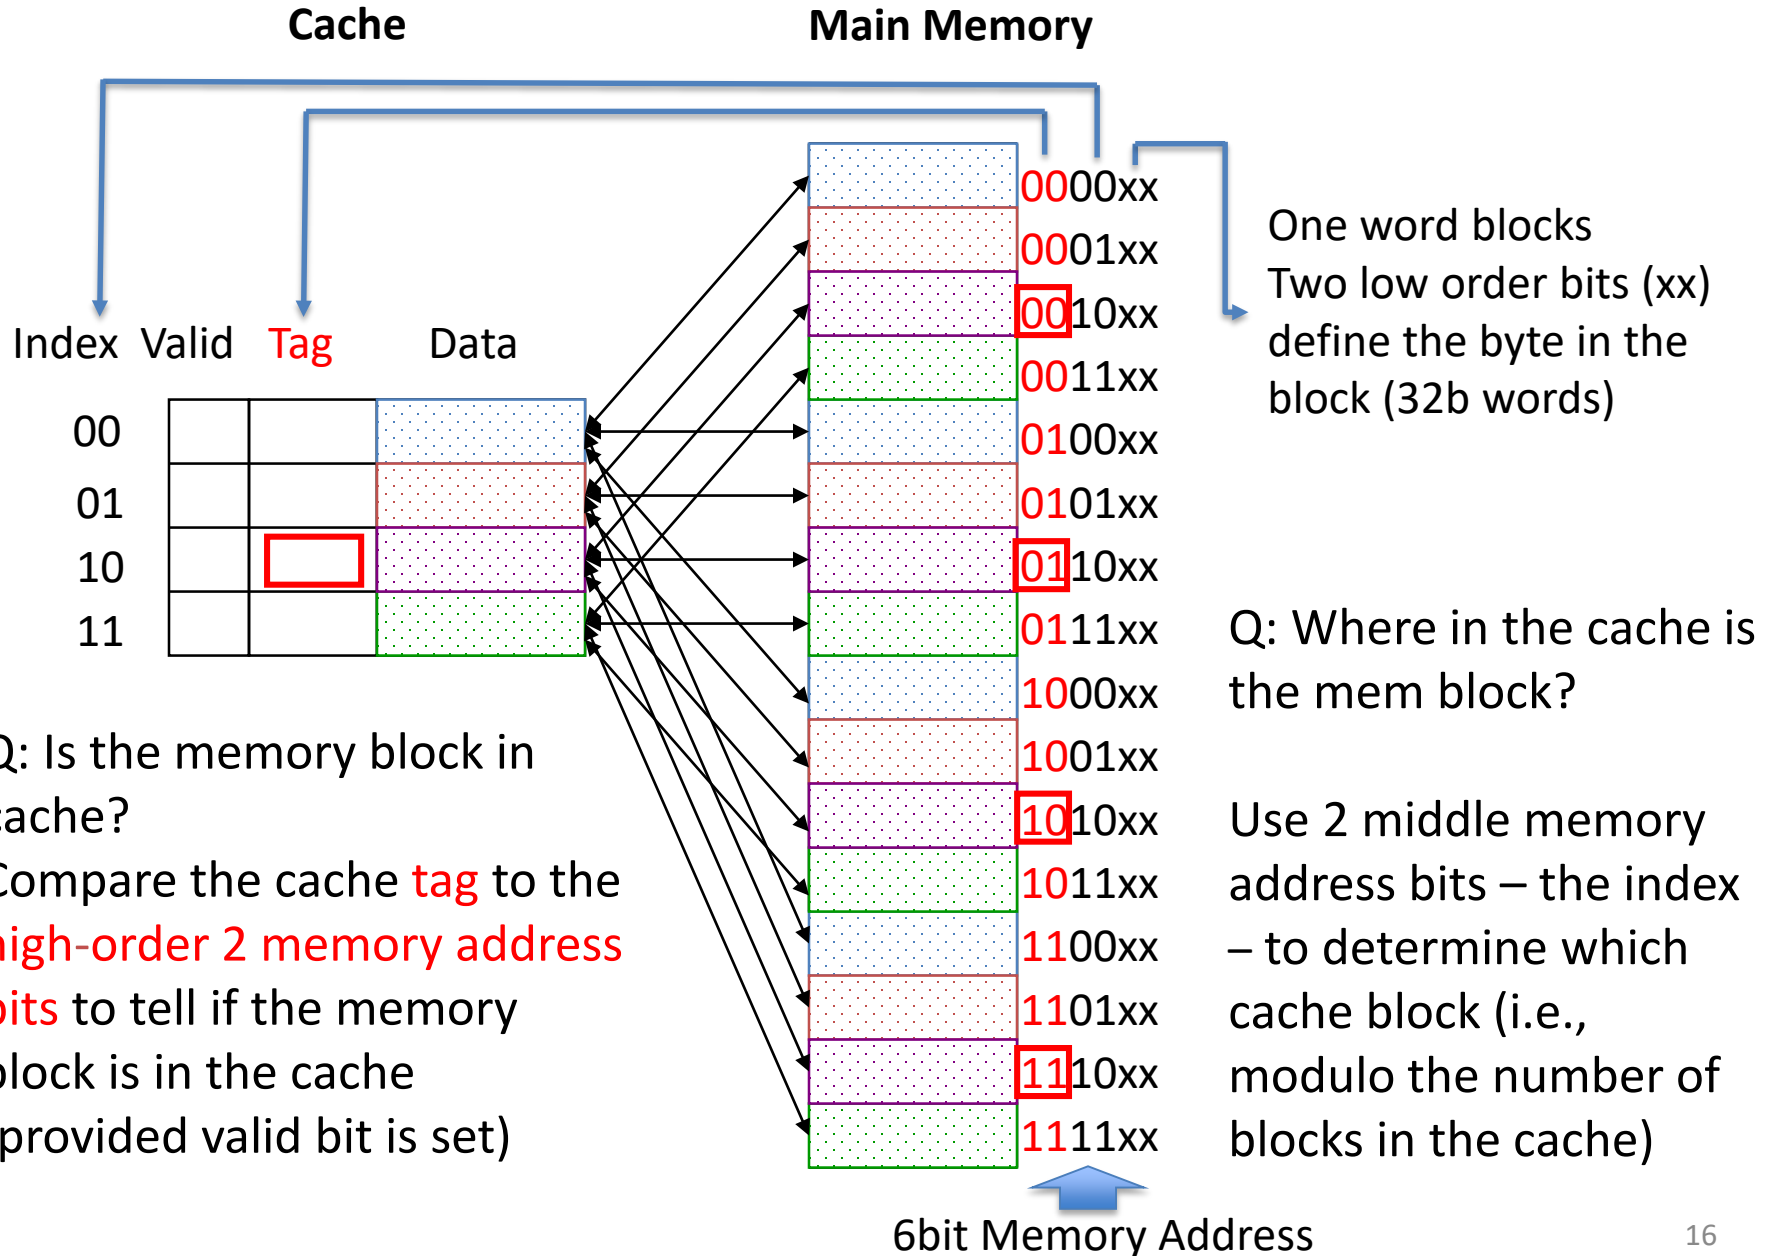 Cache
Main Memory
Index Valid Tag Data
00
01
10
11
0000xx
0001xx
0010xx
0011xx
0100xx
0101xx
0110xx
0111xx
1000xx
1001xx
1010xx
1011xx
1100xx
1101xx
1110xx
1111xx
6bit Memory Address
One word blocks
Two low order bits (xx)
define the byte in the
block (32b words)
Q: Is the memory block in
cache?
Compare the cache tag to the
high-order 2 memory address
bits to tell if the memory
block is in the cache
provided valid bit is set)
Q: Where in the cache is
the mem block?
Use 2 middle memory
address bits – the index
– to determine which
cache block (i.e.,
modulo the number of
blocks in the cache)
16